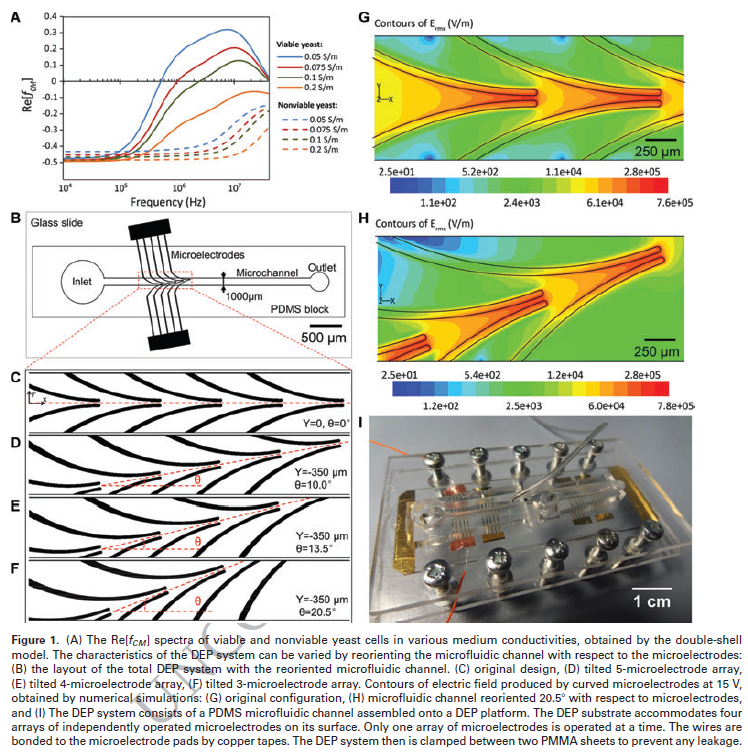 A
0.4
0.3
0.2
0.1
0
-0.1
-0.2
-0.3
-0.4
-0.5
Re[fCM]
10⁴
10⁵
10⁶
10⁷
Frequency (Hz)
Viable yeast:
0.05 S/m
0.075 S/m
0.1 S/m
0.2 S/m
Nonviable yeast:
0.05 S/m
0.075 S/m
0.1 S/m
0.2 S/m
B
Glass slide
Microelectrodes
Microchannel
Inlet
Outlet
1000µm
PDMS block
500 µm
C
Y
X
Y=0, θ=0°
D
θ
Y=-350 µm
θ=10.0°
E
θ
Y=-350 µm
θ=13.5°
F
θ
Y=-350 µm
θ=20.5°
G
Contours of Erms (V/m)
Y
Z
X
250 µm
2.5e+01 5.2e+02 1.1e+04 2.8e+05
1.1e+02 2.4e+03 6.0e+04 7.6e+05
H
Contours of Erms (V/m)
Y
Z
X
250 µm
2.5e+01 5.4e+02 1.2e+04 2.8e+05
1.2e+02 2.5e+03 6.0e+04 7.8e+05
I
1 cm
UNCO
Figure 1. (A) The Re[fCM] spectra of viable and nonviable yeast cells in various medium conductivities, obtained by the double-shell
model. The characteristics of the DEP system can be varied by reorienting the microfluidic channel with respect to the microelectrodes:
(B) the layout of the total DEP system with the reoriented microfluidic channel. (C) original design, (D) tilted 5-microelectrode array,
(E) tilted 4-microelectrode array, (F) tilted 3-microelectrode array. Contours of electric field produced by curved microelectrodes at 15 V,
obtained by numerical simulations: (G) original configuration, (H) microfluidic channel reoriented 20.5° with respect to microelectrodes,
and (I) The DEP system consists of a PDMS microfluidic channel assembled onto a DEP platform. The DEP substrate accommodates four
arrays of independently operated microelectrodes on its surface. Only one array of microelectrodes is operated at a time. The wires are
bonded to the microelectrode pads by copper tapes. The DEP system then is clamped between two PMMA sheets to prevent any leakage.